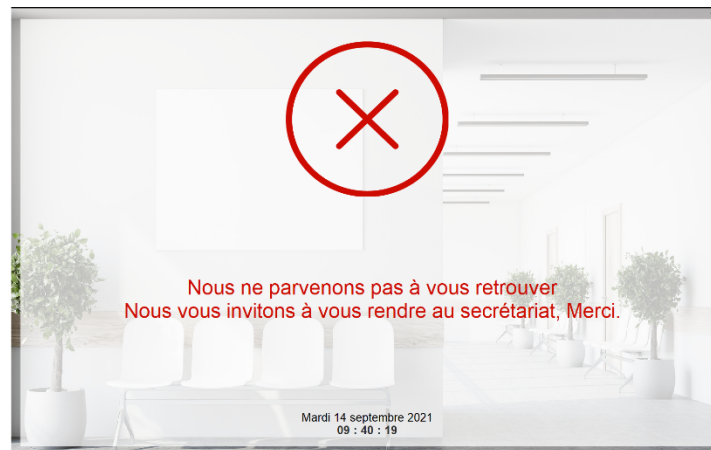 Nous ne parvenons pas à vous retrouver
Nous vous invitons à vous rendre au secrétariat, Merci.
Mardi 14 septembre 2021
09 : 40 : 19